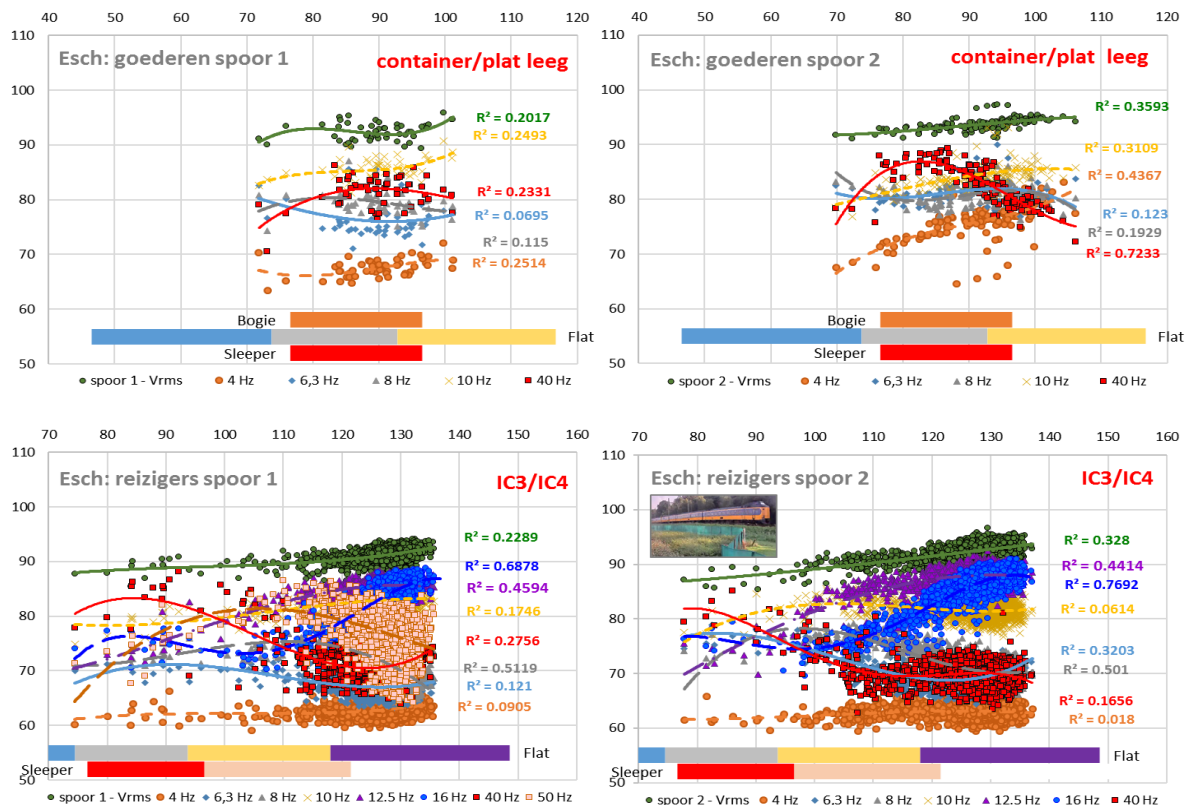 40 50 60 70 80 90 100 110 120
110
100
90
80
70
60
50
Esch: goederen spoor 1
container/plat leeg
R² = 0.2017
R² = 0.2493
R² = 0.2331
R² = 0.0695
R² = 0.115
R² = 0.2514
Bogie
Flat
Sleeper
spoor 1 - Vrms 4 Hz 6,3 Hz 8 Hz 10 Hz 40 Hz
40 50 60 70 80 90 100 110 120
110
100
90
80
70
60
50
Esch: goederen spoor 2
container/plat leeg
R² = 0.3593
R² = 0.3109
R² = 0.4367
R² = 0.123
R² = 0.1929
R² = 0.7233
Bogie
Flat
Sleeper
spoor 2 - Vrms 4 Hz 6,3 Hz 8 Hz 10 Hz 40 Hz
70 80 90 100 110 120 130 140 150 160
110
100
90
80
70
60
50
Esch: reizigers spoor 1
IC3/IC4
R² = 0.2289
R² = 0.6878
R² = 0.4594
R² = 0.1746
R² = 0.2756
R² = 0.5119
R² = 0.121
R² = 0.0905
Flat
Sleeper
spoor 1 - Vrms 4 Hz 6,3 Hz 8 Hz 10 Hz 12.5 Hz 16 Hz 40 Hz 50 Hz
70 80 90 100 110 120 130 140 150 160
110
100
90
80
70
60
50
Esch: reizigers spoor 2
IC3/IC4
R² = 0.328
R² = 0.4414
R² = 0.7692
R² = 0.0614
R² = 0.3203
R² = 0.501
R² = 0.1656
R² = 0.018
Flat
Sleeper
spoor 2 - Vrms 4 Hz 6,3 Hz 8 Hz 10 Hz 12.5 Hz 16 Hz 40 Hz